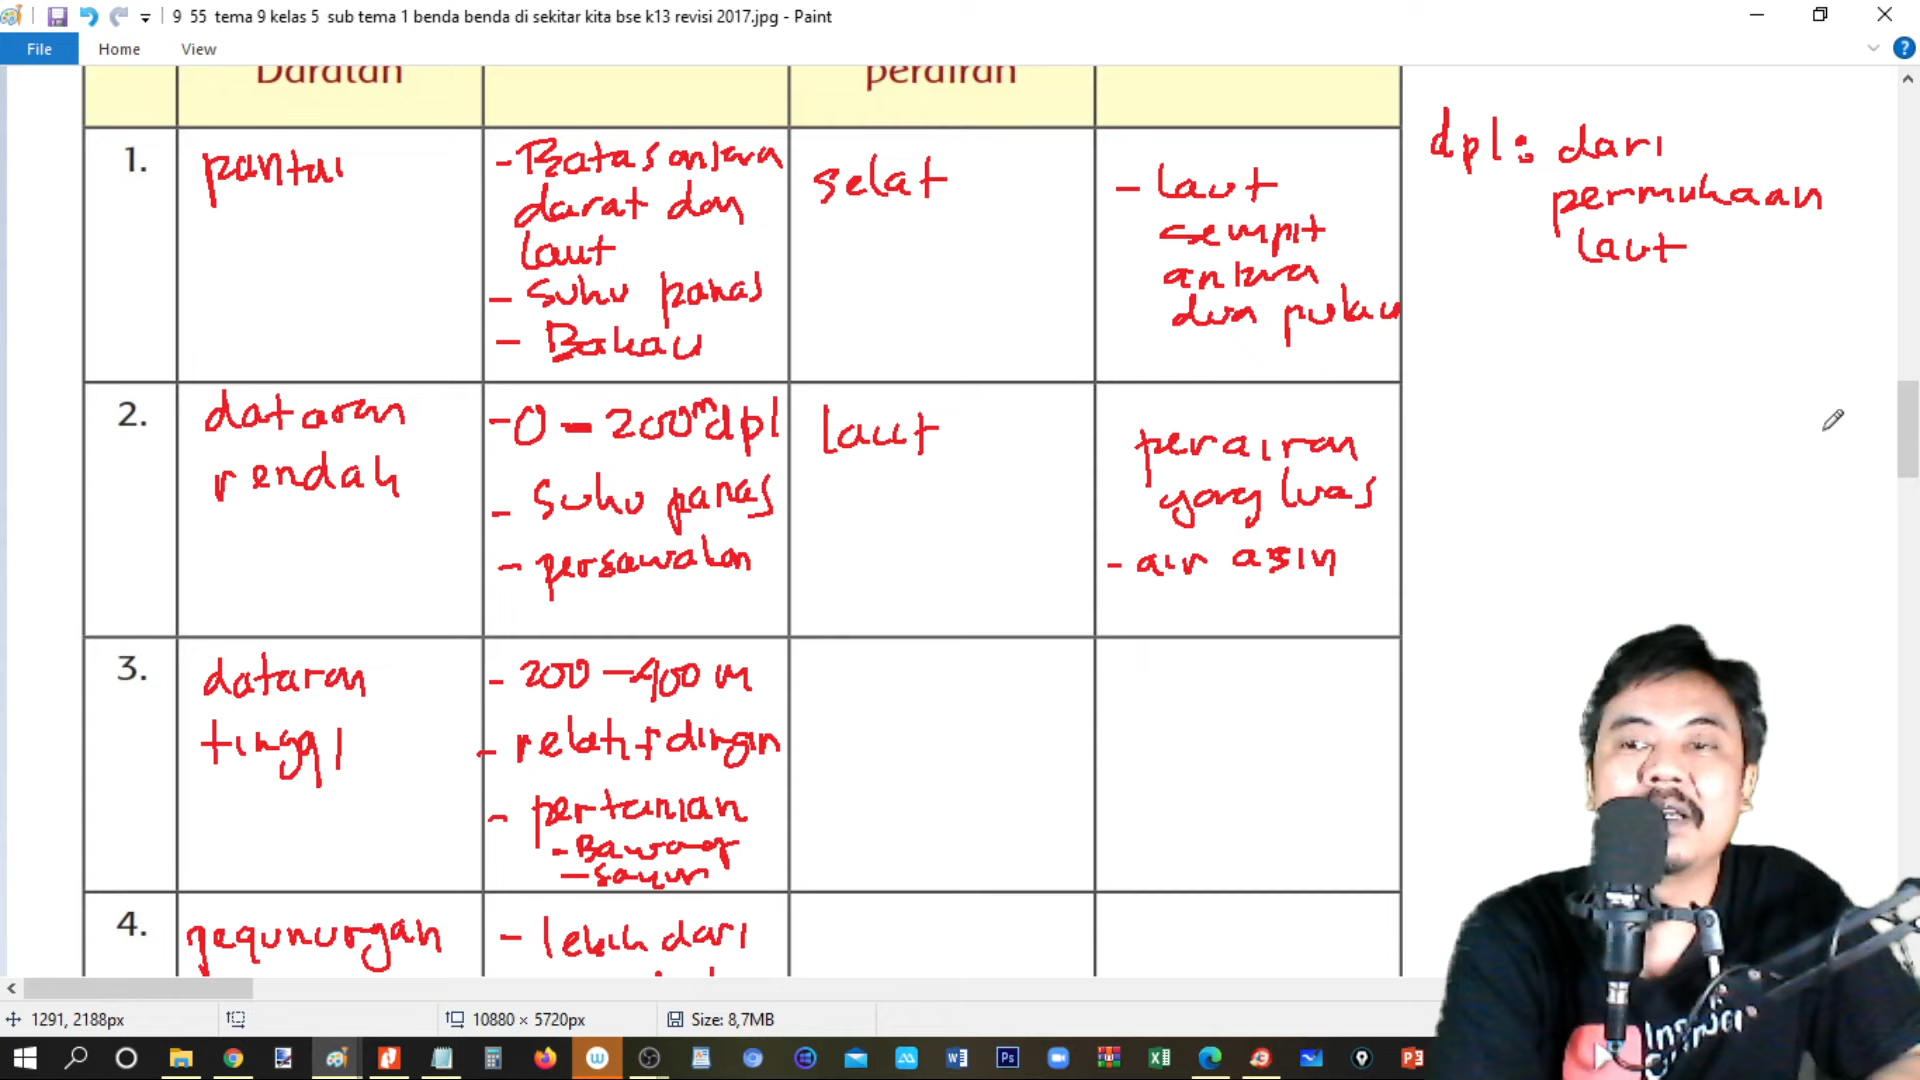 9 55 tema 9 kelas 5 sub tema 1 benda benda di sekitar kita bse k13 revisi 2017.jpg - Paint
File Home View
Daratan
perairan
1.
pantai
- Batas antara
darat dan
laut
- suhu panas
- Bakau
selat
- laut
sempit
antara
dua pulau
dpl: dari
permukaan
laut
2.
dataran
rendah
- 0 - 200 m dpl
- suhu panas
- persawahan
laut
perairan
yang luas
- air asin
3.
dataran
tinggi
- 200 - 400 m
- relatif dingin
- pertanian
- Bawang
- sayur
4.
pegunungan
- lebih dari
1291, 2188px
10880 × 5720px
Size: 8,7MB